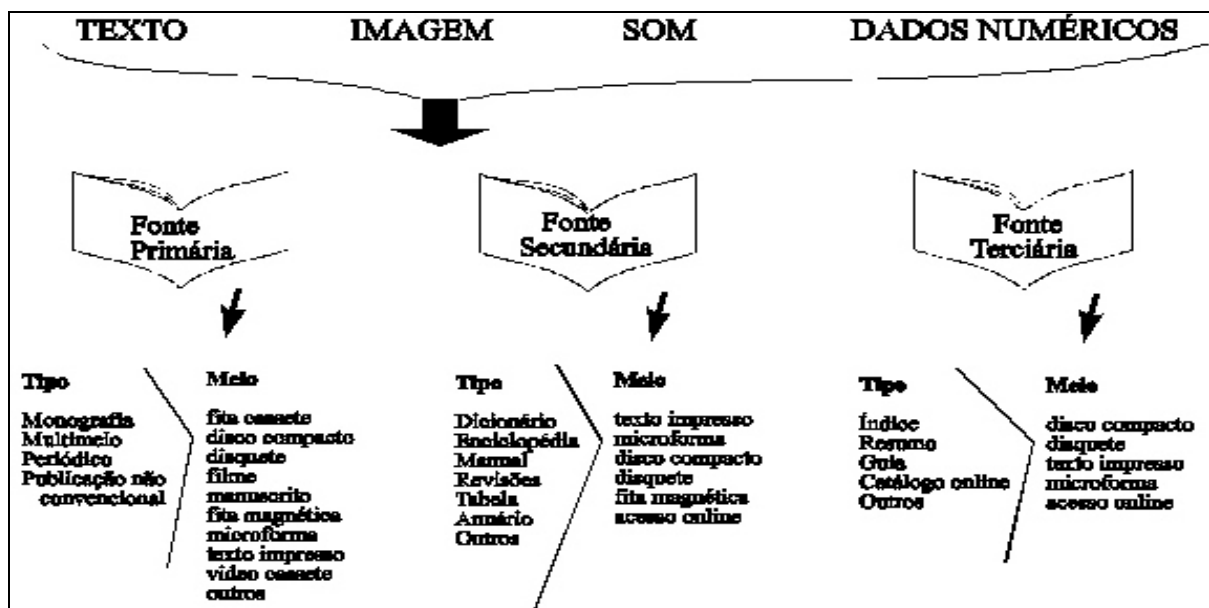 TEXTO IMAGEM SOM DADOS NUMÉRICOS
Fonte
Primária
Fonte
Secundária
Fonte
Terciária
Tipo
Monografia
Multimeio
Periódico
Publicação não
convencional
Meio
fita cassete
disco compacto
disquete
filme
manuscrito
fita magnética
microforma
texto impresso
vídeo cassete
outros
Tipo
Dicionário
Enciclopédia
Manual
Revisões
Tabela
Anuário
Outros
Meio
texto impresso
microforma
disco compacto
disquete
fita magnética
acesso online
Tipo
Índice
Resumo
Guia
Catálogo online
Outros
Meio
disco compacto
disquete
texto impresso
microforma
acesso online